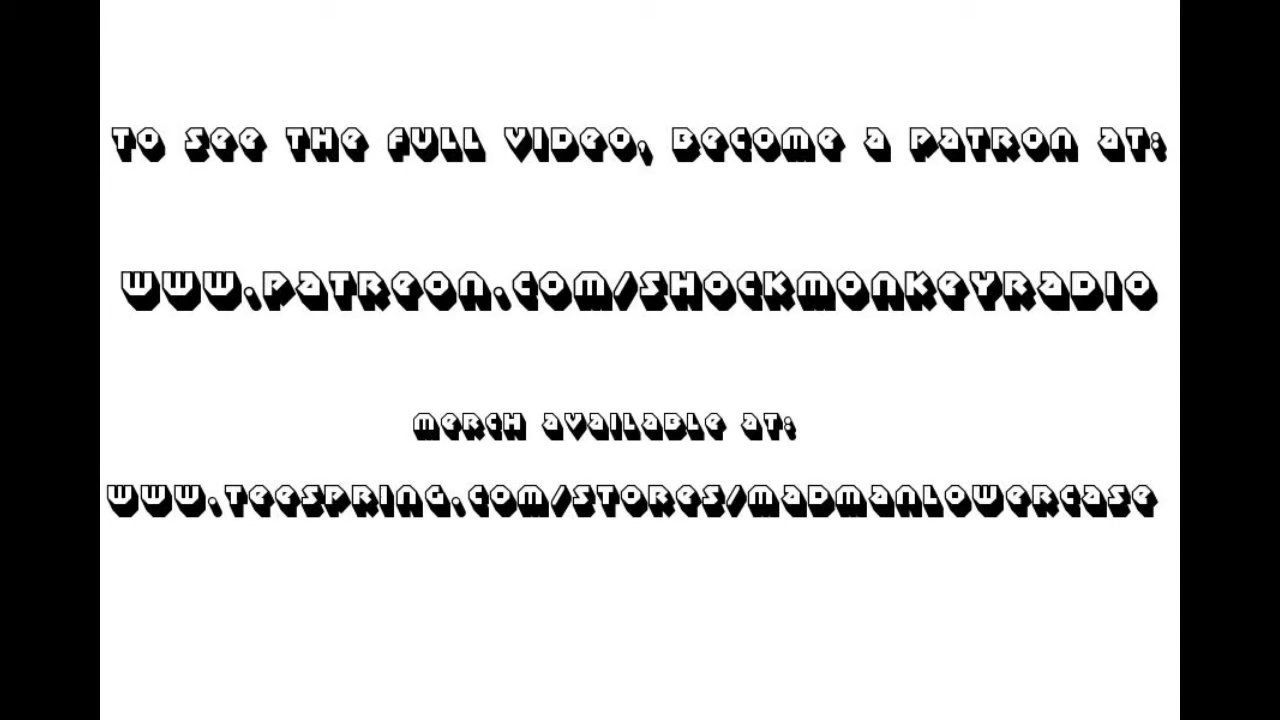 To see the full video, become a patron at:
www.patreon.com/shockmonkeyradio
merch available at:
www.teespring.com/stores/madmanlowercase